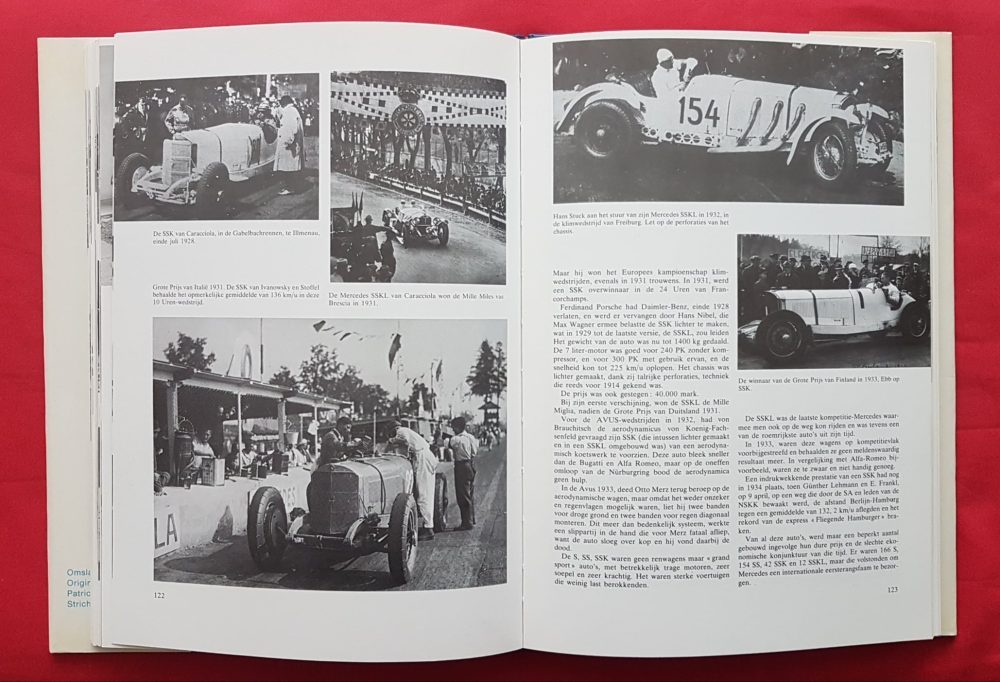 De SSK van Caracciola, in de Gabelbachrennen, te Ilmenau,
einde juli 1928.
Grote Prijs van Italië 1931. De SSK van Ivanowsky en Stoffel
behaalde het opmerkelijke gemiddelde van 136 km/u in deze
10 Uren-wedstrijd.
De Mercedes SSKL van Caracciola won de Mille Miles van
Brescia in 1931.
LA
122
Omsla
Origin
Patric
Strich
154
Hans Stuck aan het stuur van zijn Mercedes SSKL in 1932, in
de klimwedstrijd van Freiburg. Let op de perforaties van het
chassis.
1
De winnaar van de Grote Prijs van Finland in 1933, Ebb op
SSK.
Maar hij won het Europees kampioenschap klim-
wedstrijden, evenals in 1931 trouwens. In 1931, werd
een SSK overwinnaar in de 24 Uren van Fran-
corchamps.
Ferdinand Porsche had Daimler-Benz, einde 1928
verlaten, en werd er vervangen door Hans Nibel, die
Max Wagner ermee belastte de SSK lichter te maken,
wat in 1929 tot de laatste versie, de SSKL, zou leiden
Het gewicht van de auto was nu tot 1400 kg gedaald.
De 7 liter-motor was goed voor 240 PK zonder kom-
pressor, en voor 300 PK met gebruik ervan, en de
snelheid kon tot 225 km/u oplopen. Het chassis was
lichter gemaakt, dank zij talrijke perforaties, techniek
die reeds voor 1914 gekend was.
De prijs was ook gestegen : 40.000 mark.
Bij zijn eerste verschijning, won de SSKL de Mille
Miglia, nadien de Grote Prijs van Duitsland 1931.
Voor de AVUS-wedstrijden in 1932, had von
Brauchitsch de aerodynamicus von Koenig-Fach-
senfeld gevraagd zijn SSK (die intussen lichter gemaakt
en in een SSKL omgebouwd was) van een aerodyna-
misch koetswerk te voorzien. Deze auto bleek sneller
dan de Bugatti en Alfa Romeo, maar op de oneffen
omloop van de Nürburgring bood de aerodynamica
geen hulp.
In de Avus 1933, deed Otto Merz terug beroep op de
aerodynamische wagen, maar omdat het weder onzeker
en regenvlagen mogelijk waren, liet hij twee banden
voor droge grond en twee banden voor regen diagonaal
monteren. Dit meer dan bedenkelijk systeem, werkte
een slippartij in de hand die voor Merz fataal afliep,
want de auto sloeg over kop en hij vond daarbij de
dood.
De S, SS, SSK waren geen renwagens maar « grand
sport » auto's, met betrekkelijk trage motoren, zeer
soepel en zeer krachtig. Het waren sterke voertuigen
die weinig last berokkenden.
De SSKL was de laatste kompetitie-Mercedes waar-
mee men ook op de weg kon rijden en was tevens een
van de roemrijkste auto's uit zijn tijd.
In 1933, waren deze wagens op kompetitievlak
voorbijgestreefd en behaalden ze geen meldenswaardig
resultaat meer. In vergelijking met Alfa-Romeo bij-
voorbeeld, waren ze te zwaar en niet handig genoeg.
Een indrukwekkende prestatie van een SSK had nog
in 1934 plaats, toen Günther Lehmann en E. Frankl,
op 9 april, op een weg die door de SA en leden van de
NSKK bewaakt werd, de afstand Berlijn-Hamburg
tegen een gemiddelde van 132, 2 km/u aflegden en het
rekord van de express « Fliegende Hamburger » bra-
ken.
Van al deze auto's, werd maar een beperkt aantal
gebouwd ingevolge hun dure prijs en de slechte eko-
nomische konjunktuur van die tijd. Er waren 166 S,
154 SS, 42 SSK en 12 SSKL, maar die volstonden om
Mercedes een internationale eersterangsfaam te bezor-
gen.
123